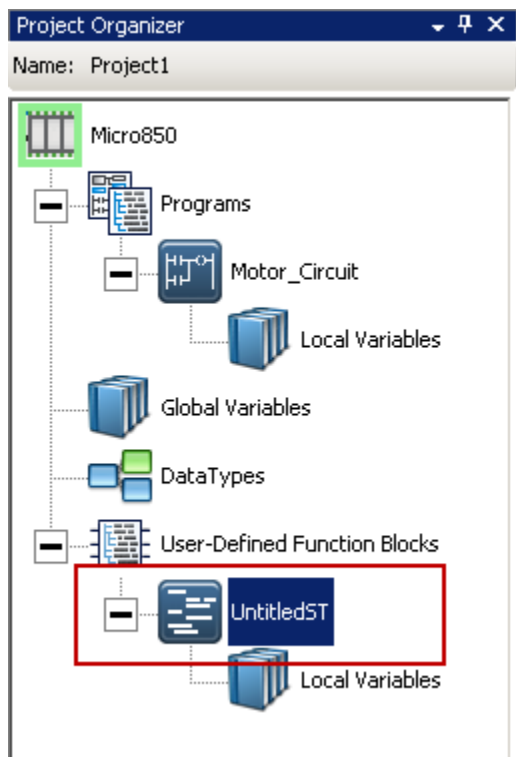 Project Organizer
Name: Project1
Micro850
Programs
Motor_Circuit
Local Variables
Global Variables
DataTypes
User-Defined Function Blocks
UntitledST
Local Variables